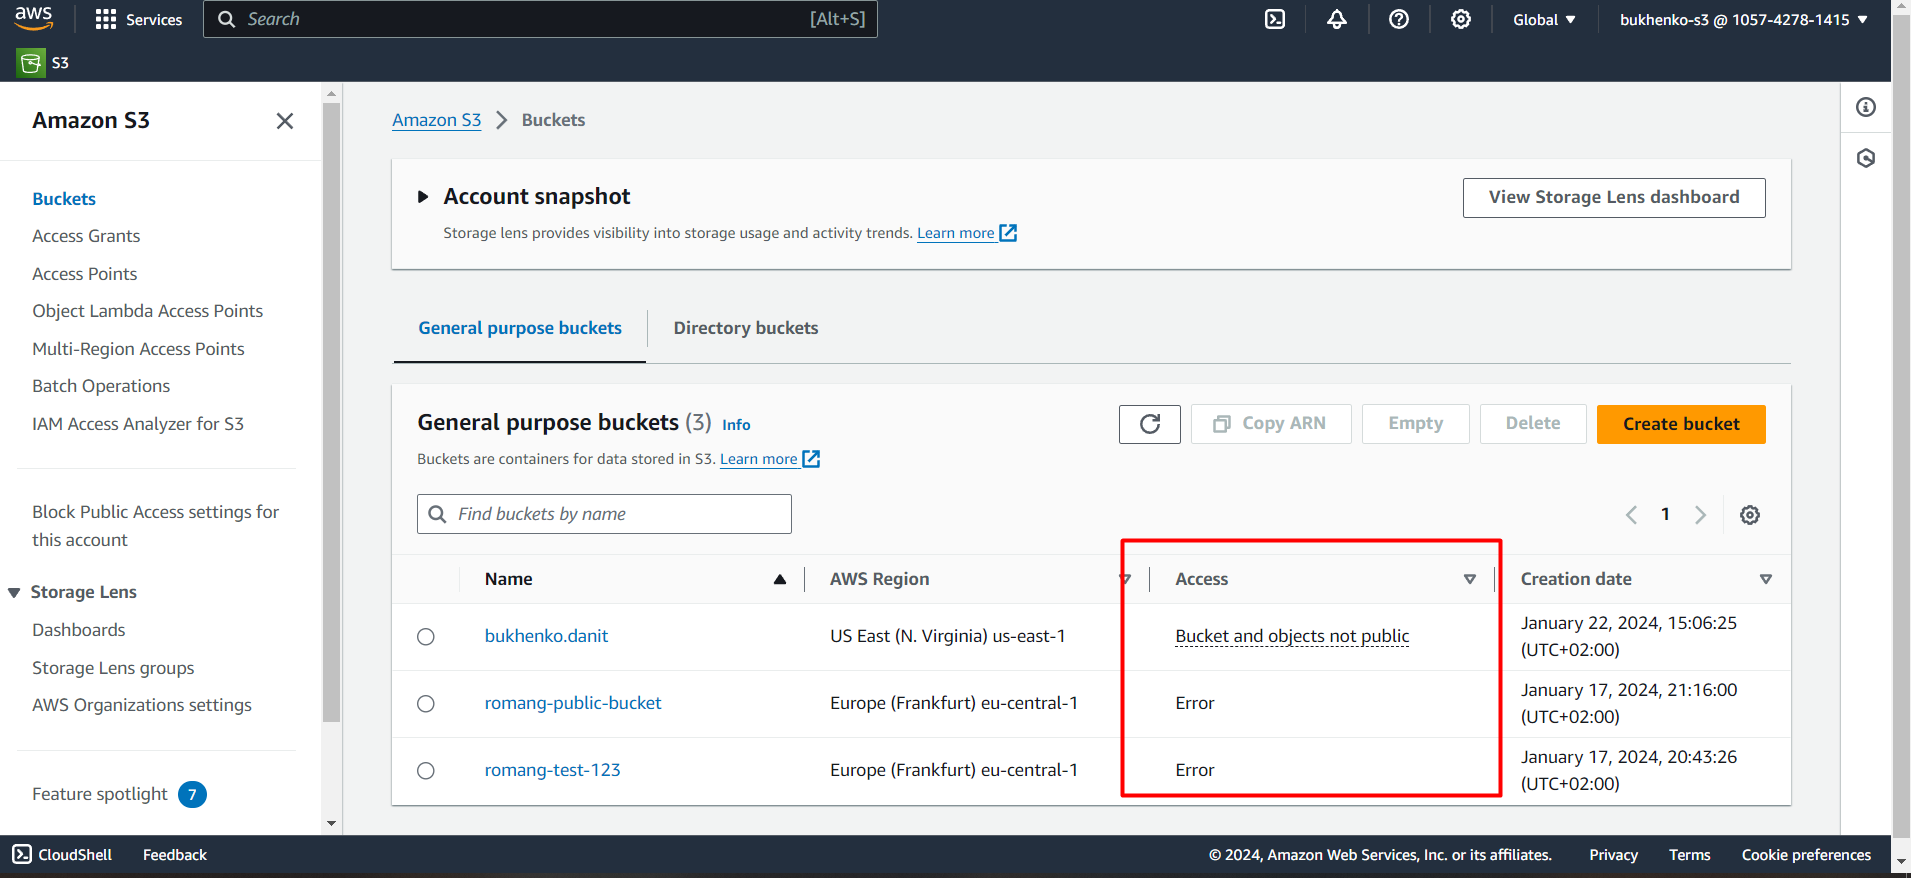 aws
Services
Search
[Alt+S]
Global
bukhenko-s3 @ 1057-4278-1415
S3
Amazon S3
Buckets
Access Grants
Access Points
Object Lambda Access Points
Multi-Region Access Points
Batch Operations
IAM Access Analyzer for S3
Block Public Access settings for
this account
Storage Lens
Dashboards
Storage Lens groups
AWS Organizations settings
Feature spotlight 7
Amazon S3 > Buckets
Account snapshot
View Storage Lens dashboard
Storage lens provides visibility into storage usage and activity trends. Learn more
General purpose buckets
Directory buckets
General purpose buckets (3) Info
Copy ARN
Empty
Delete
Create bucket
Buckets are containers for data stored in S3. Learn more
Find buckets by name
1
Name AWS Region Access Creation date
bukhenko.danit US East (N. Virginia) us-east-1 Bucket and objects not public January 22, 2024, 15:06:25
(UTC+02:00)
romang-public-bucket Europe (Frankfurt) eu-central-1 Error January 17, 2024, 21:16:00
(UTC+02:00)
romang-test-123 Europe (Frankfurt) eu-central-1 Error January 17, 2024, 20:43:26
(UTC+02:00)
CloudShell Feedback © 2024, Amazon Web Services, Inc. or its affiliates. Privacy Terms Cookie preferences